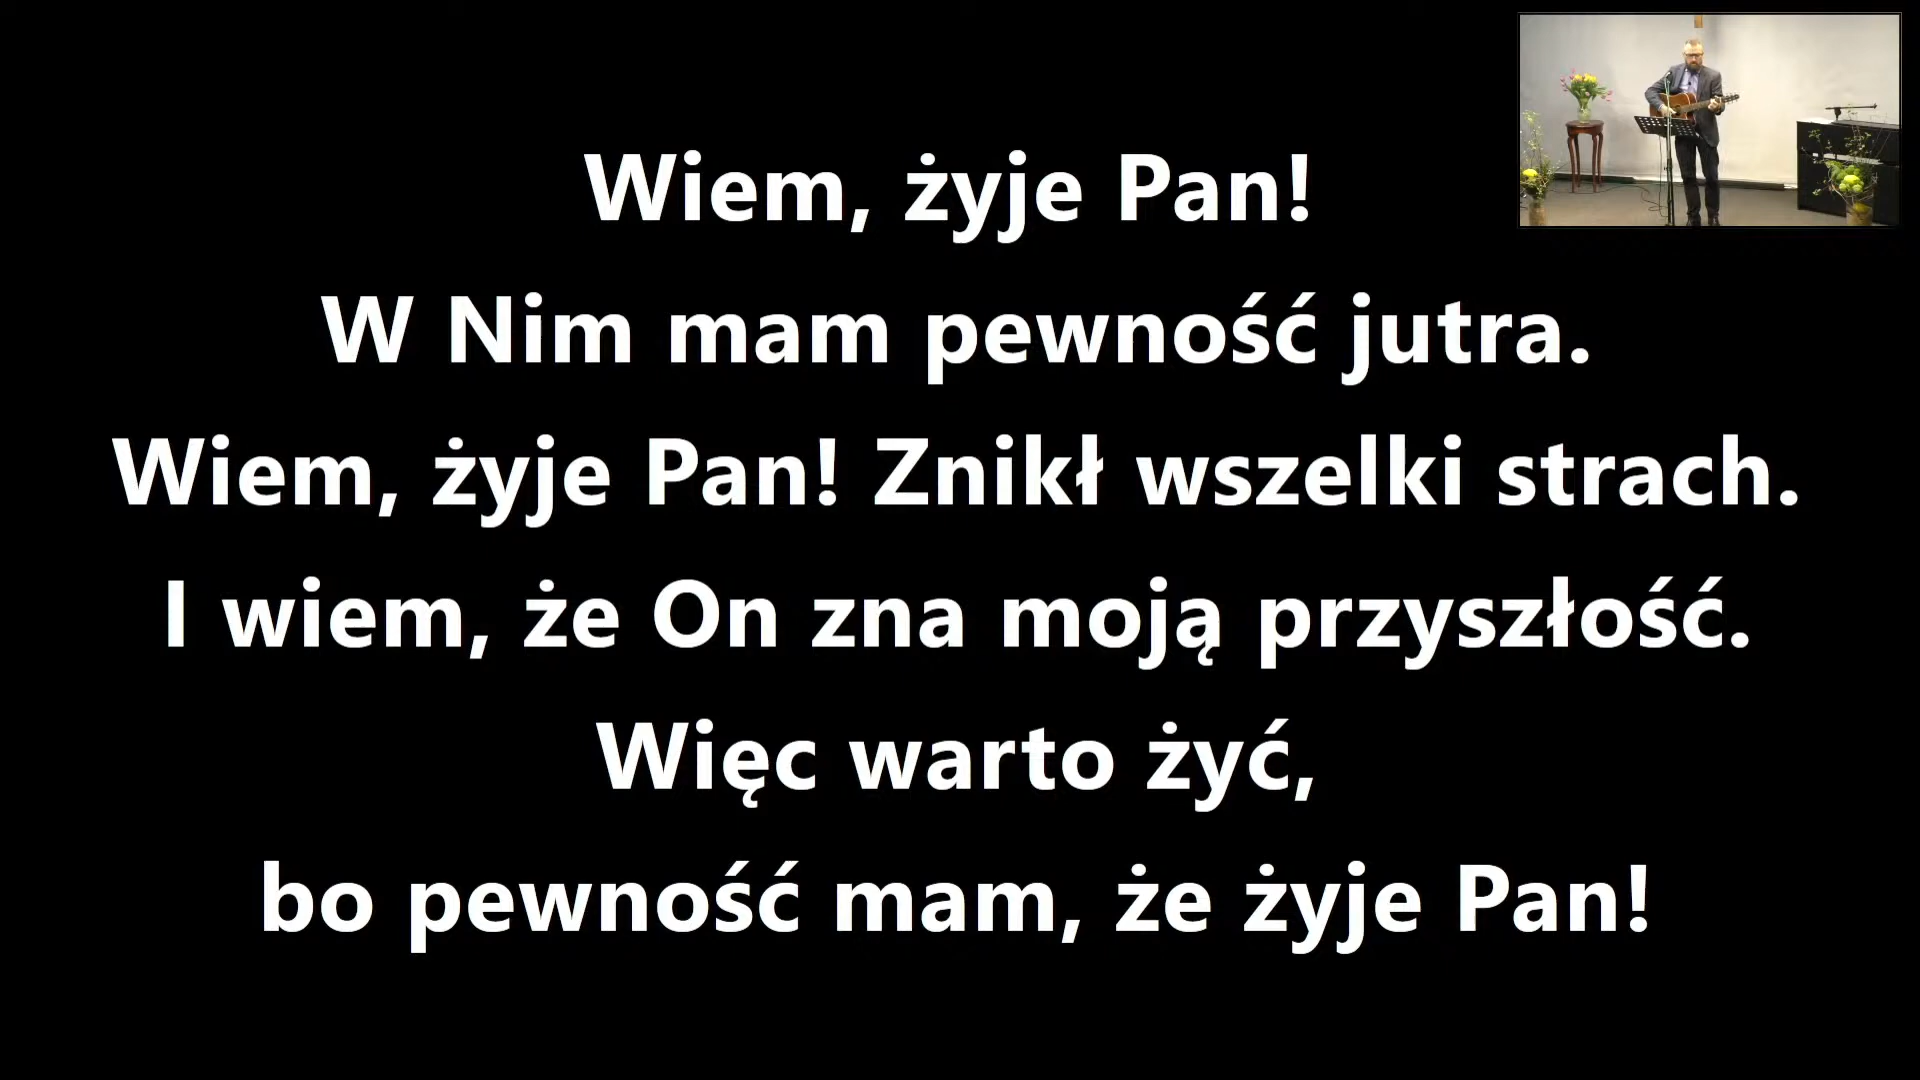 Wiem, żyje Pan!
W Nim mam pewność jutra.
Wiem, żyje Pan! Znikł wszelki strach.
I wiem, że On zna moją przyszłość.
Więc warto żyć,
bo pewność mam, że żyje Pan!